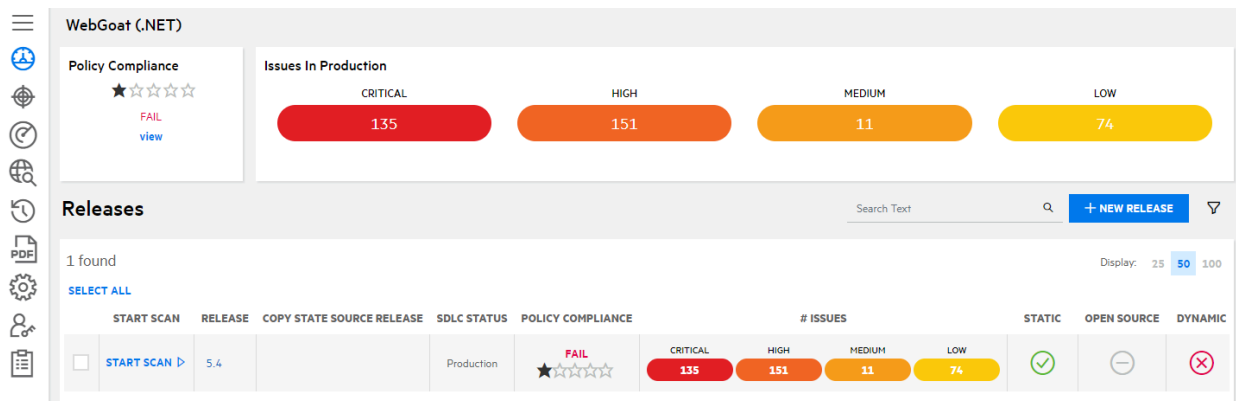 WebGoat (.NET)
Policy Compliance
FAIL
view
Issues In Production
CRITICAL HIGH MEDIUM LOW
135 151 11 74
Releases
Search Text
+ NEW RELEASE
1 found
Display: 25 50 100
SELECT ALL
START SCAN RELEASE COPY STATE SOURCE RELEASE SDLC STATUS POLICY COMPLIANCE # ISSUES STATIC OPEN SOURCE DYNAMIC
START SCAN 5.4 Production FAIL
CRITICAL HIGH MEDIUM LOW
135 151 11 74
PDF